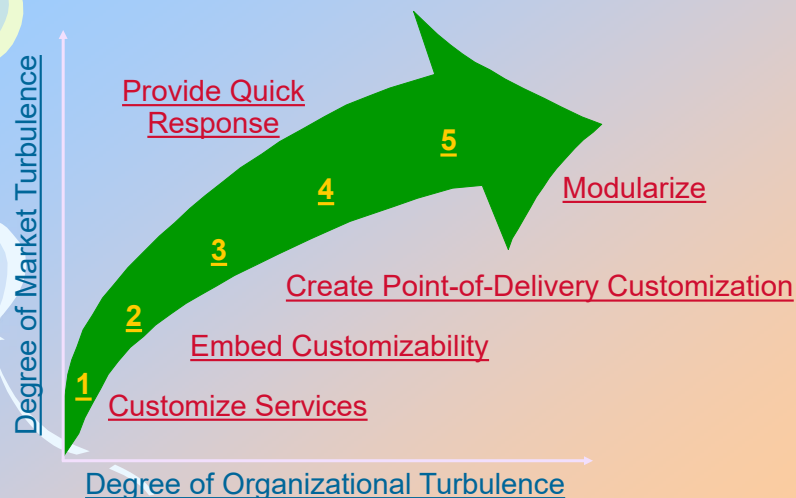 Degree of Market Turbulence
Provide Quick
Response
5
Modularize
4
3
Create Point-of-Delivery Customization
2
Embed Customizability
1
Customize Services
Degree of Organizational Turbulence